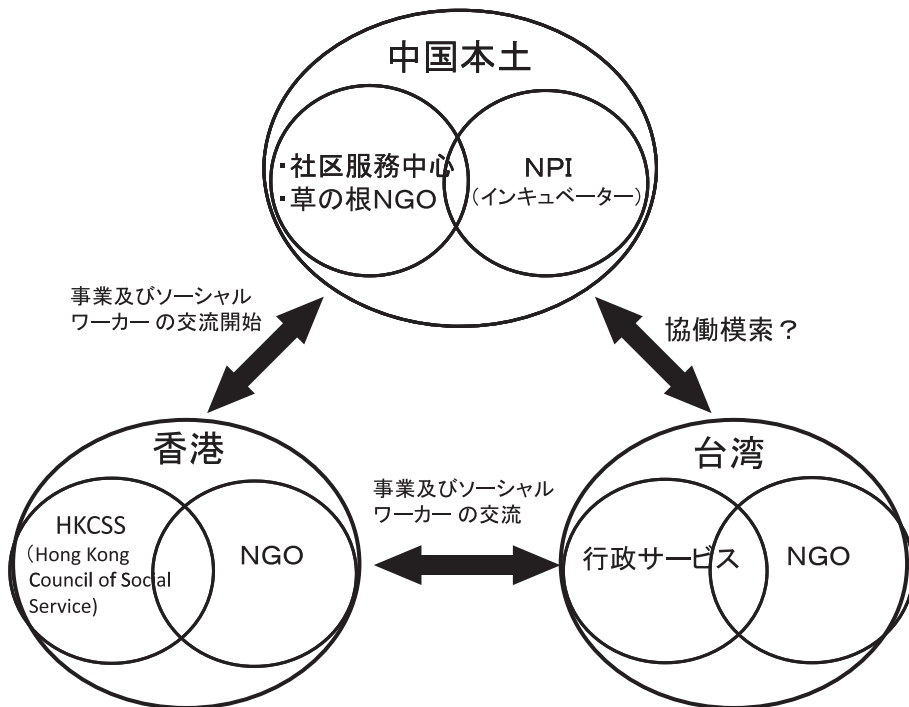 中国本土
・社区服務中心
・草の根NGO
NPI
（インキュベーター）
事業及びソーシャル
ワーカー の交流開始
協働模索？
香港
HKCSS
（Hong Kong
Council of Social
Service）
NGO
事業及びソーシャル
ワーカー の交流
台湾
行政サービス
NGO